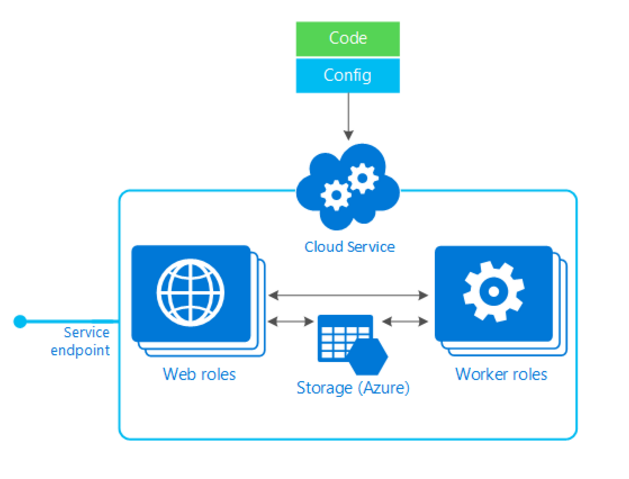 Code
Config
Cloud Service
Service
endpoint
Web roles
Storage (Azure)
Worker roles